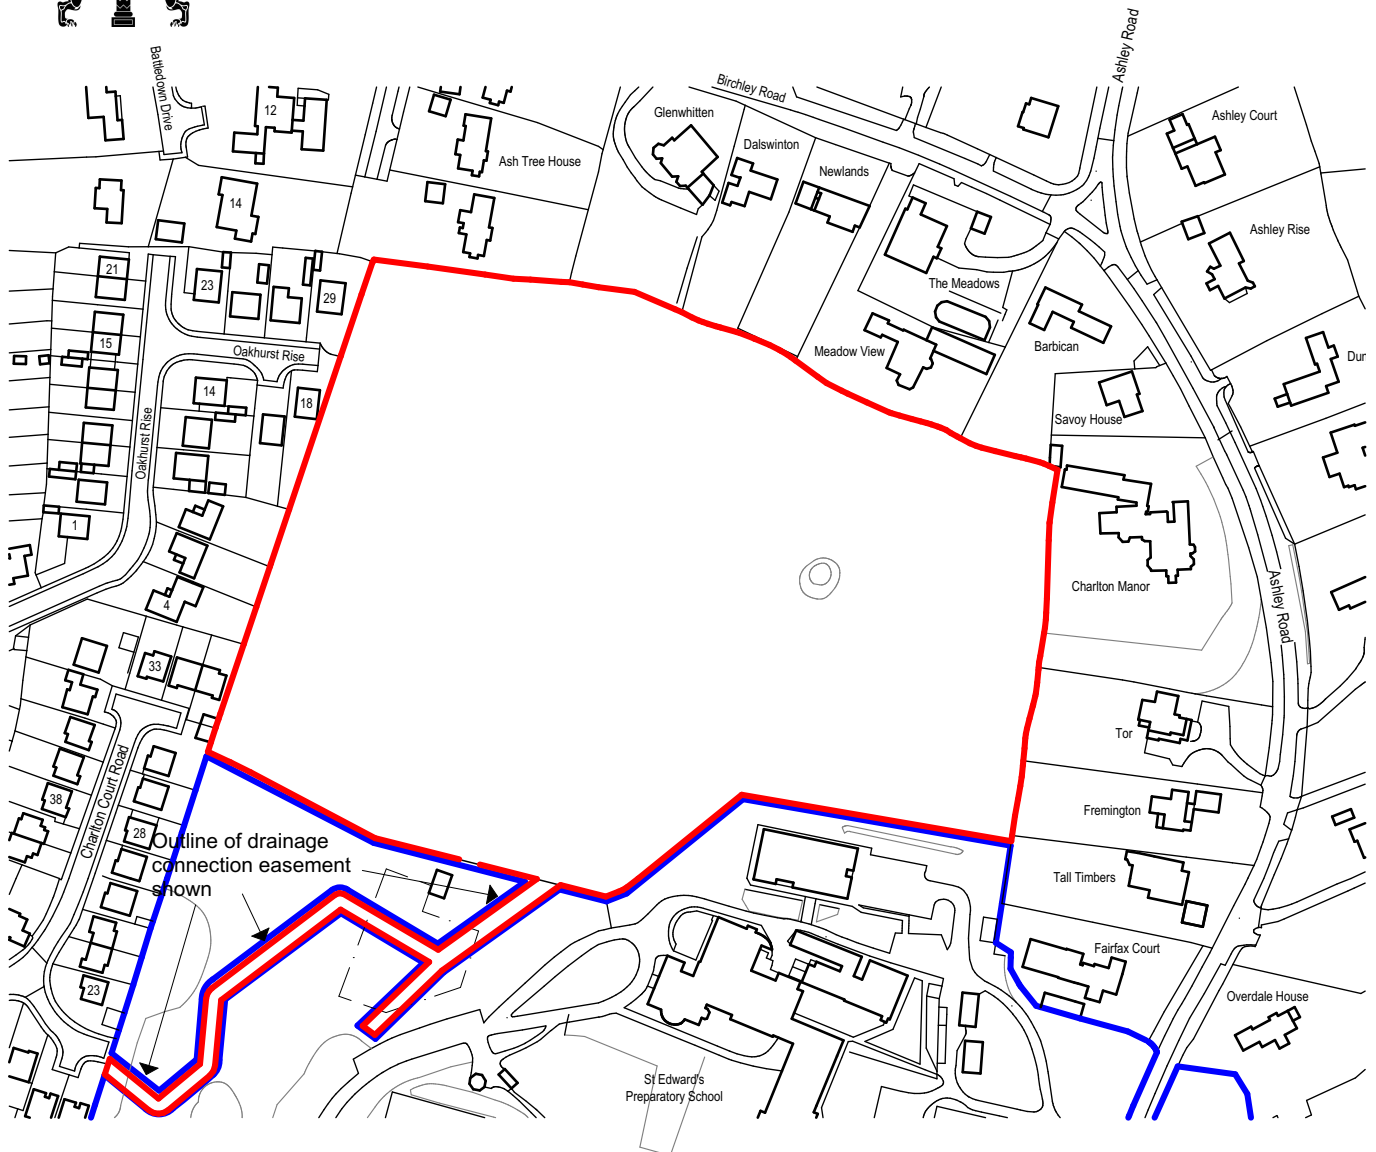 Battledown Drive
12
Ash Tree House
14
Birchley Road
Ashley Road
Glenwhitten
Dalswinton
Newlands
Ashley Court
Ashley Rise
The Meadows
Meadow View
Barbican
Savoy House
Dun
21
23
29
15
Oakhurst Rise
14
18
Oakhurst Rise
1
4
33
Charlton Manor
Ashley Road
Tor
Fremington
Tall Timbers
Fairfax Court
Overdale House
38
Charlton Court Road
28
23
Outline of drainage
connection easement
shown
St Edward's
Preparatory School